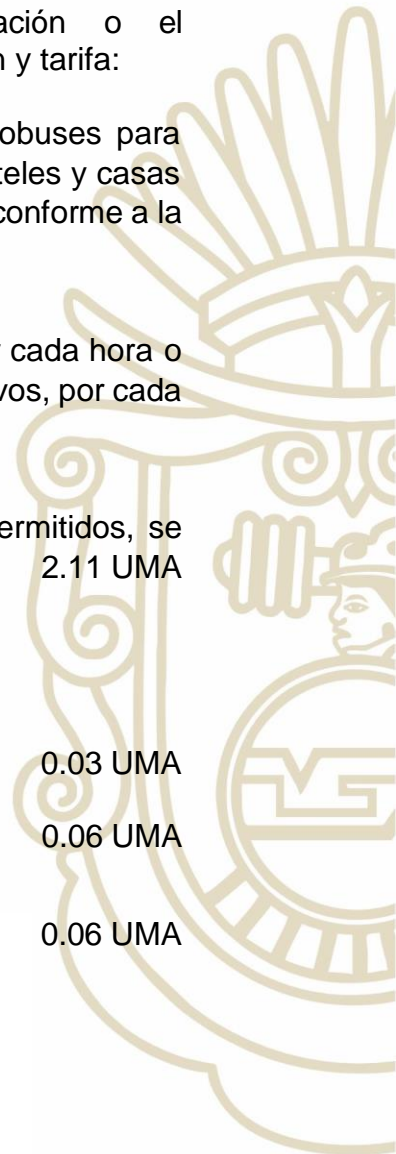 ación o el
n y tarifa:
obuses para
teles y casas
conforme a la
cada hora o
vos, por cada
ermitidos, se
2.11 UMA
0.03 UMA
0.06 UMA
0.06 UMA